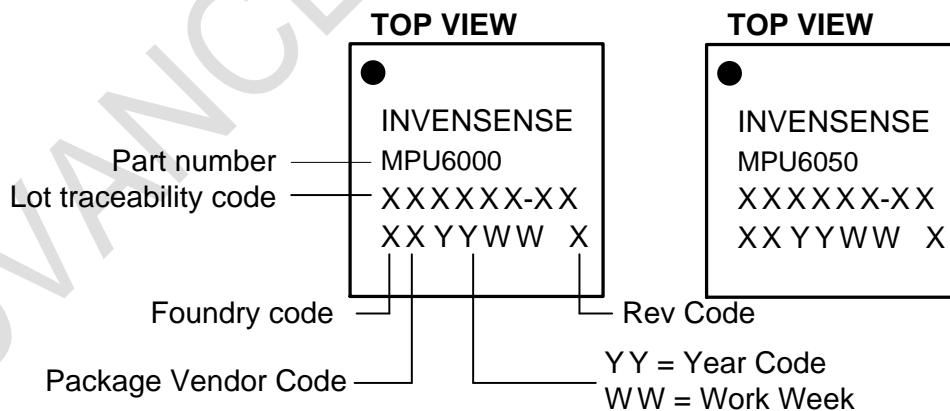 TOP VIEW
INVENSENSE
MPU6000
XXXXXX-XX
XXYYWW X
Part number
Lot traceability code
Foundry code
Package Vendor Code
Rev Code
YY = Year Code
WW = Work Week
TOP VIEW
INVENSENSE
MPU6050
XXXXXX-XX
XXYYWW X